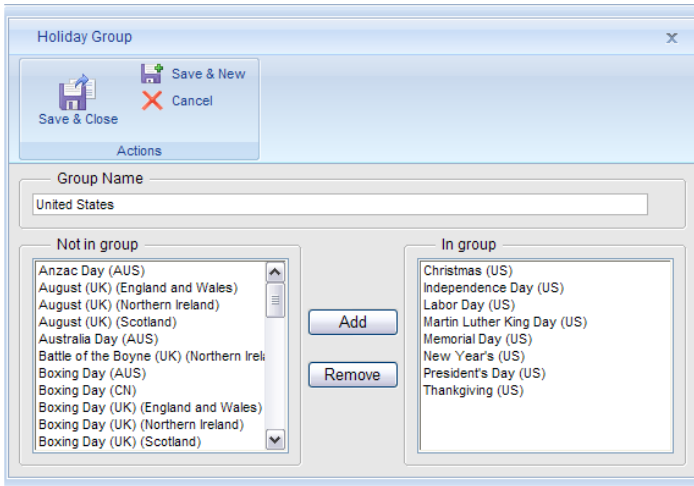 Holiday Group
x
Save & New
Cancel
Save & Close
Actions
Group Name
United States
Not in group
Anzac Day (AUS)
August (UK) (England and Wales)
August (UK) (Northern Ireland)
August (UK) (Scotland)
Australia Day (AUS)
Battle of the Boyne (UK) (Northern Irela
Boxing Day (AUS)
Boxing Day (CN)
Boxing Day (UK) (England and Wales)
Boxing Day (UK) (Northern Ireland)
Boxing Day (UK) (Scotland)
Add
Remove
In group
Christmas (US)
Independence Day (US)
Labor Day (US)
Martin Luther King Day (US)
Memorial Day (US)
New Year's (US)
President's Day (US)
Thankgiving (US)